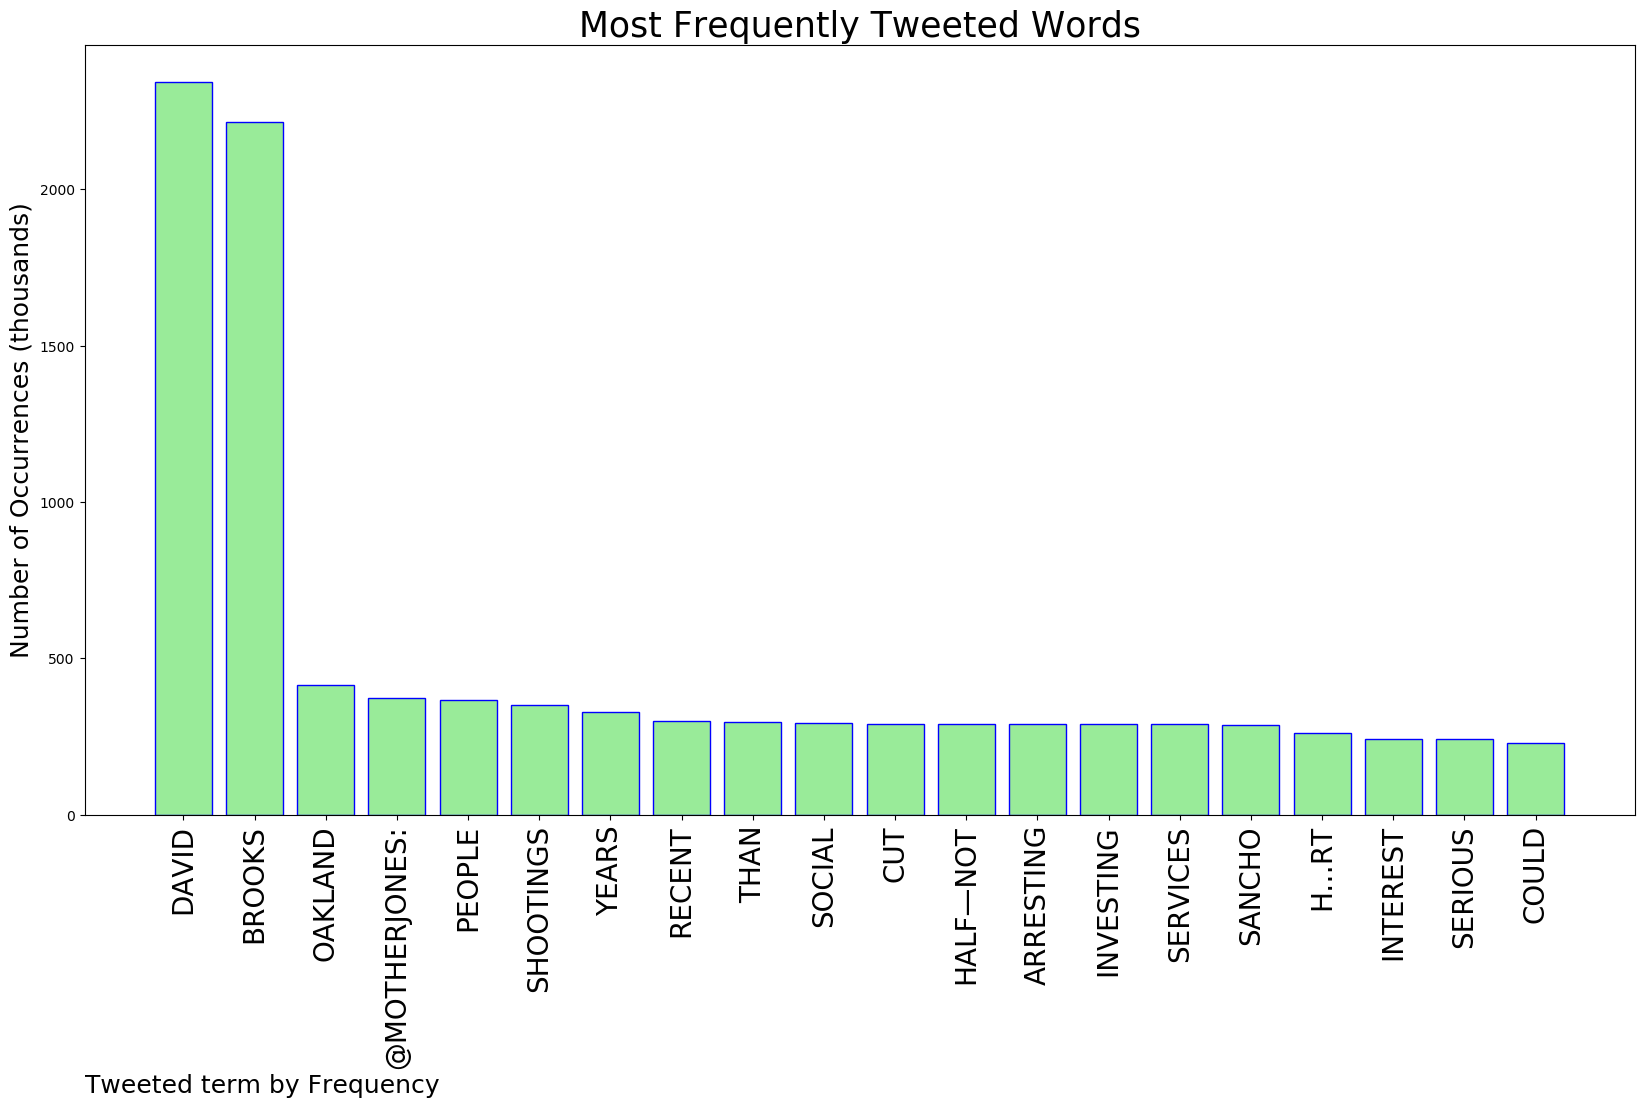 Most Frequently Tweeted Words
Number of Occurrences (thousands)
2000
1500
1000
500
0
DAVID
BROOKS
OAKLAND
@MOTHERJONES:
PEOPLE
SHOOTINGS
YEARS
RECENT
THAN
SOCIAL
CUT
HALF—NOT
ARRESTING
INVESTING
SERVICES
SANCHO
H…RT
INTEREST
SERIOUS
COULD
Tweeted term by Frequency